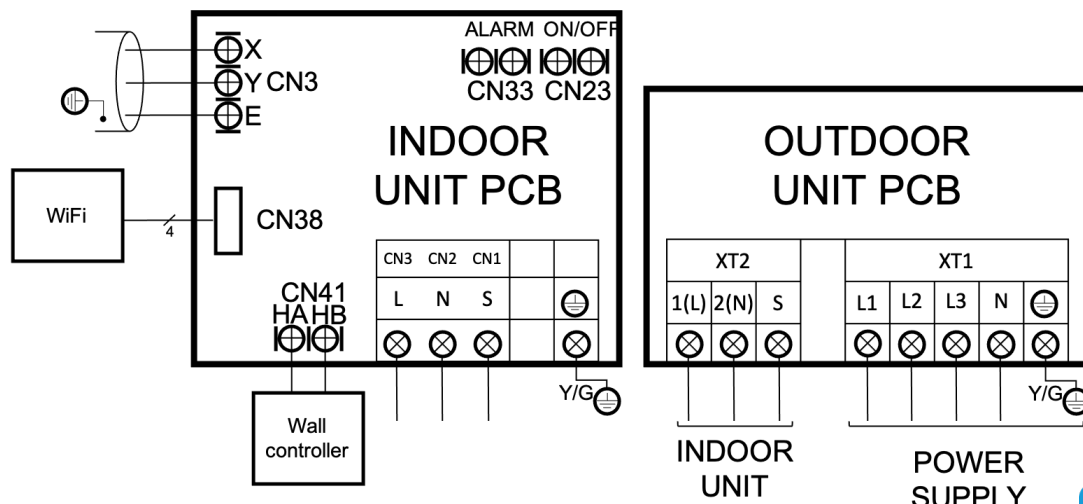 ALARM ON/OFF
X
Y CN3
E
CN33 CN23
INDOOR
UNIT PCB
WiFi
4
CN38
CN3 CN2 CN1
L N S
CN41
HA HB
Y/G
Wall
controller
OUTDOOR
UNIT PCB
XT2 XT1
1(L) 2(N) S L1 L2 L3 N
Y/G
INDOOR
UNIT
POWER
SUPPLY